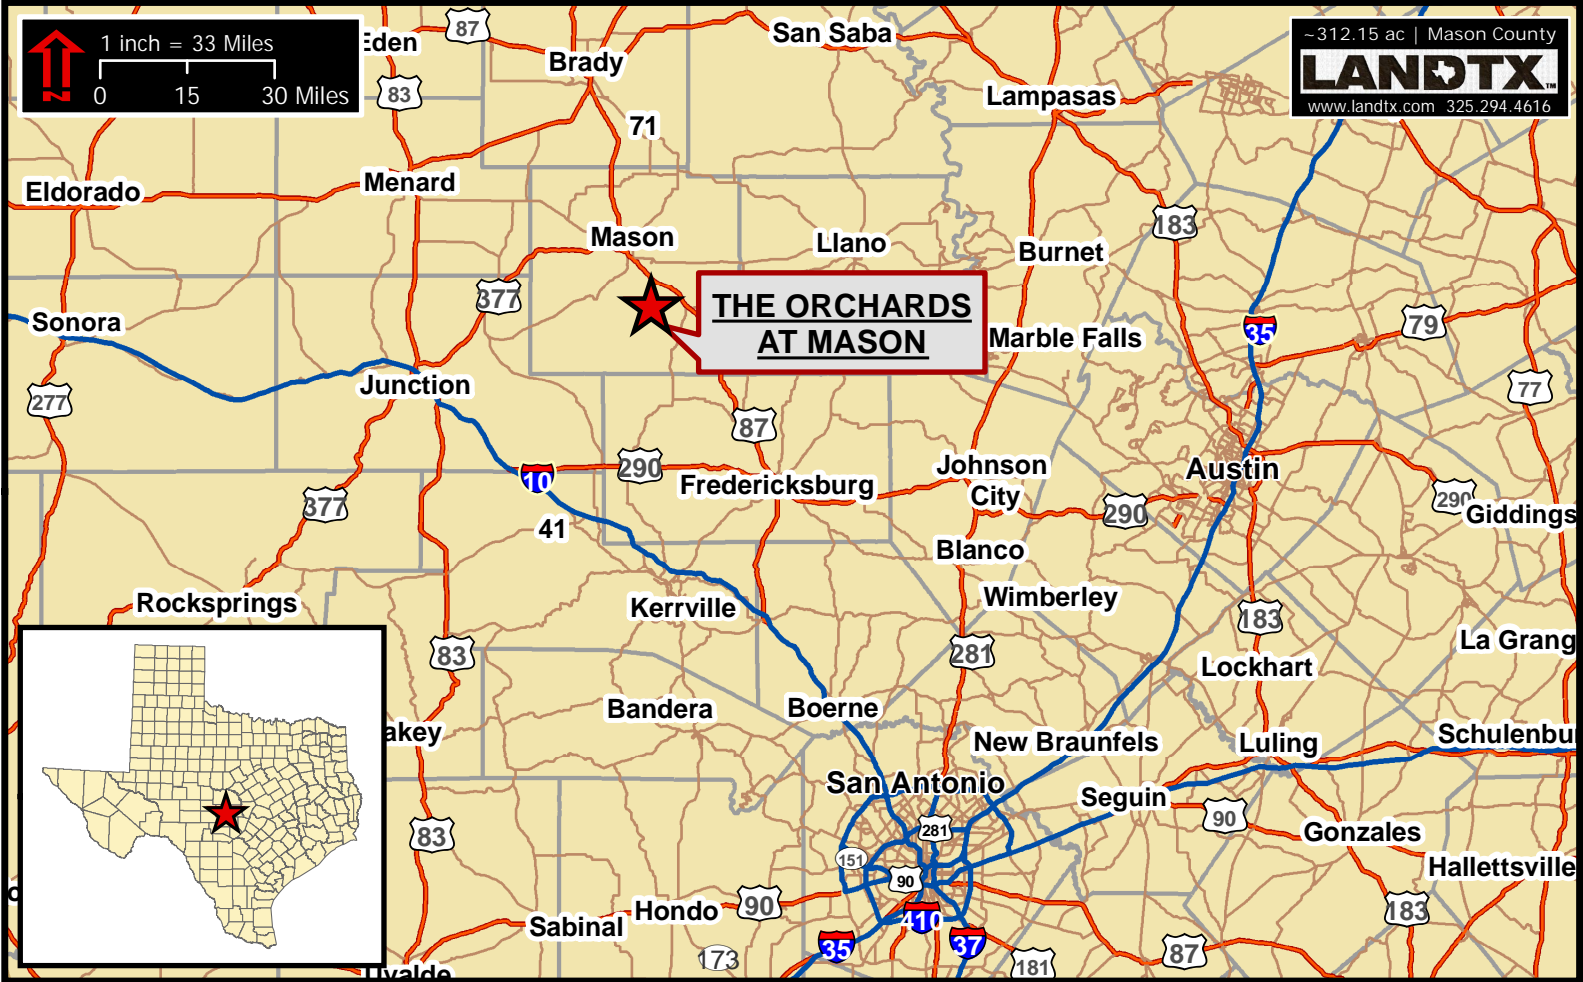 1 inch = 33 Miles
0 15 30 Miles
N
~312.15 ac | Mason County
LANDTX™
www.landtx.com 325.294.4616
Eden
87
Brady
San Saba
83
Lampasas
71
Eldorado
Menard
183
Mason
Llano
Burnet
377
THE ORCHARDS
AT MASON
Sonora
Marble Falls
35
79
Junction
277
77
87
10
290
Fredericksburg
Johnson
City
Austin
377
41
290
290
Giddings
Blanco
Rocksprings
Kerrville
Wimberley
83
281
183
La Grang
Lockhart
akey
Bandera
Boerne
New Braunfels
Luling
Schulenbur
San Antonio
Seguin
83
281
90
Gonzales
151
90
Hallettsville
Sabinal
Hondo
90
410
183
35
37
173
181
87
Uvalde